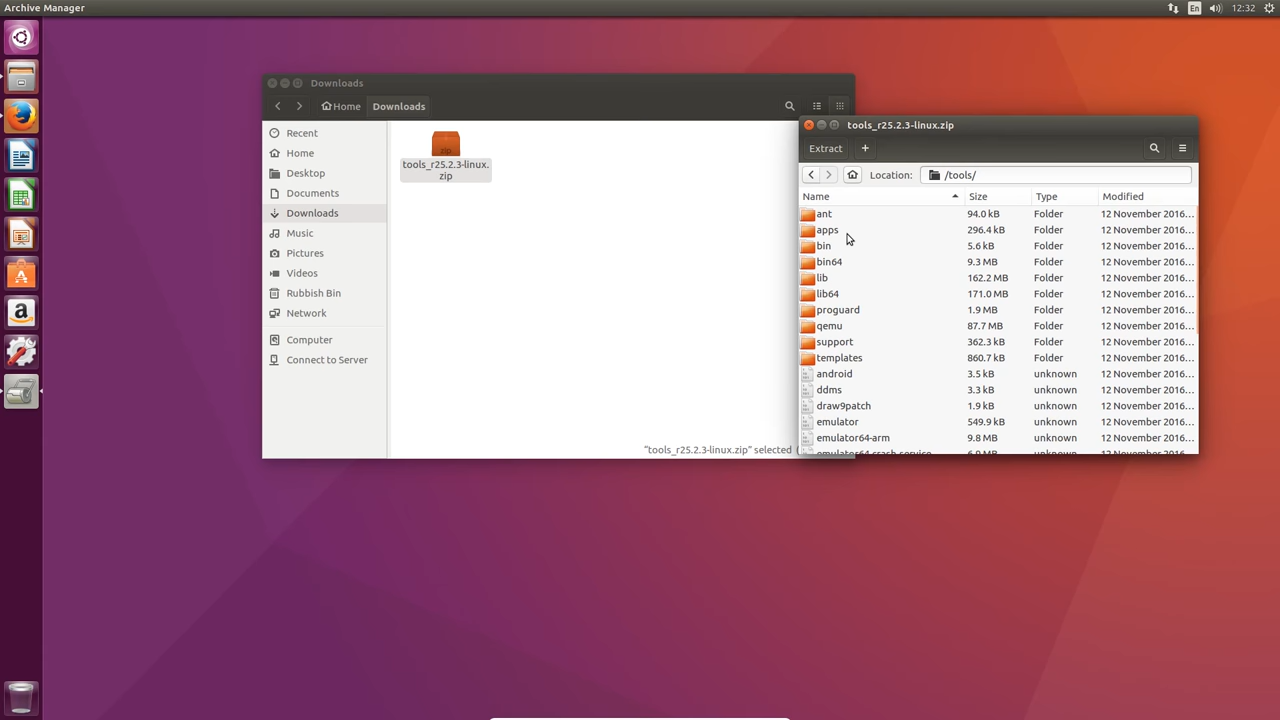 Archive Manager
En
12:32
Downloads
Home
Downloads
Recent
Home
Desktop
Documents
Downloads
Music
Pictures
Videos
Rubbish Bin
Network
Computer
Connect to Server
zip
tools_r25.2.3-linux.
zip
"tools_r25.2.3-linux.zip" selected (
tools_r25.2.3-linux.zip
Extract +
Location: /tools/
Name Size Type Modified
ant 94.0 kB Folder 12 November 2016…
apps 296.4 kB Folder 12 November 2016…
bin 5.6 kB Folder 12 November 2016…
bin64 9.3 MB Folder 12 November 2016…
lib 162.2 MB Folder 12 November 2016…
lib64 171.0 MB Folder 12 November 2016…
proguard 1.9 MB Folder 12 November 2016…
qemu 87.7 MB Folder 12 November 2016…
support 362.3 kB Folder 12 November 2016…
templates 860.7 kB Folder 12 November 2016…
android 3.5 kB unknown 12 November 2016…
ddms 3.3 kB unknown 12 November 2016…
draw9patch 1.9 kB unknown 12 November 2016…
emulator 549.9 kB unknown 12 November 2016…
emulator64-arm 9.8 MB unknown 12 November 2016…
emulator64-crash-service 6.9 MB unknown 12 November 2016…